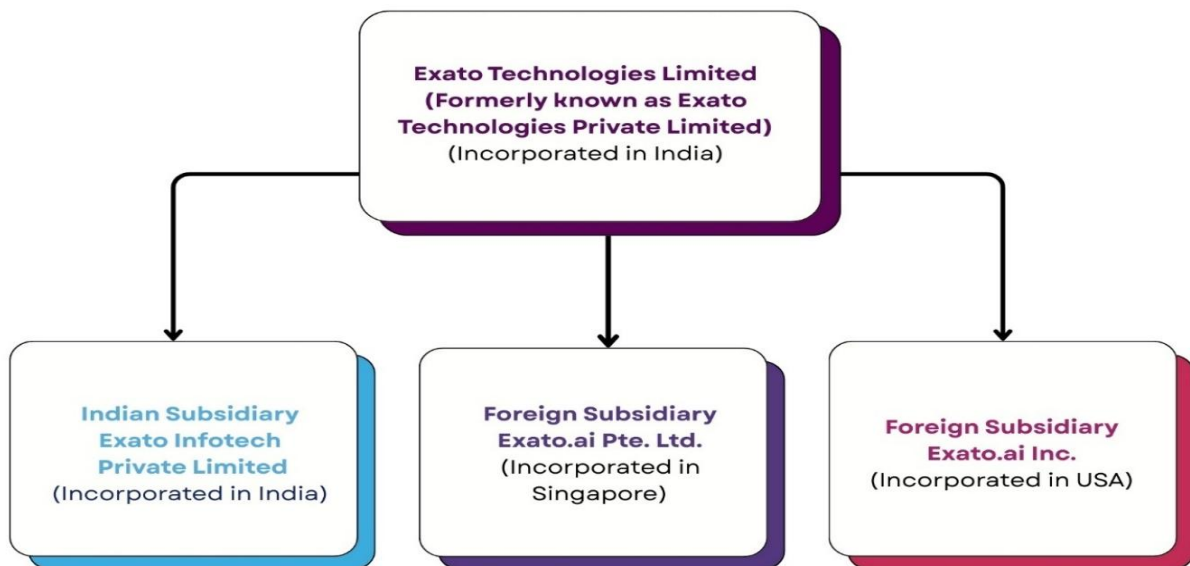 Exato Technologies Limited
(Formerly known as Exato
Technologies Private Limited)
(Incorporated in India)
Indian Subsidiary
Exato Infotech
Private Limited
(Incorporated in India)
Foreign Subsidiary
Exato.ai Pte. Ltd.
(Incorporated in
Singapore)
Foreign Subsidiary
Exato.ai Inc.
(Incorporated in USA)